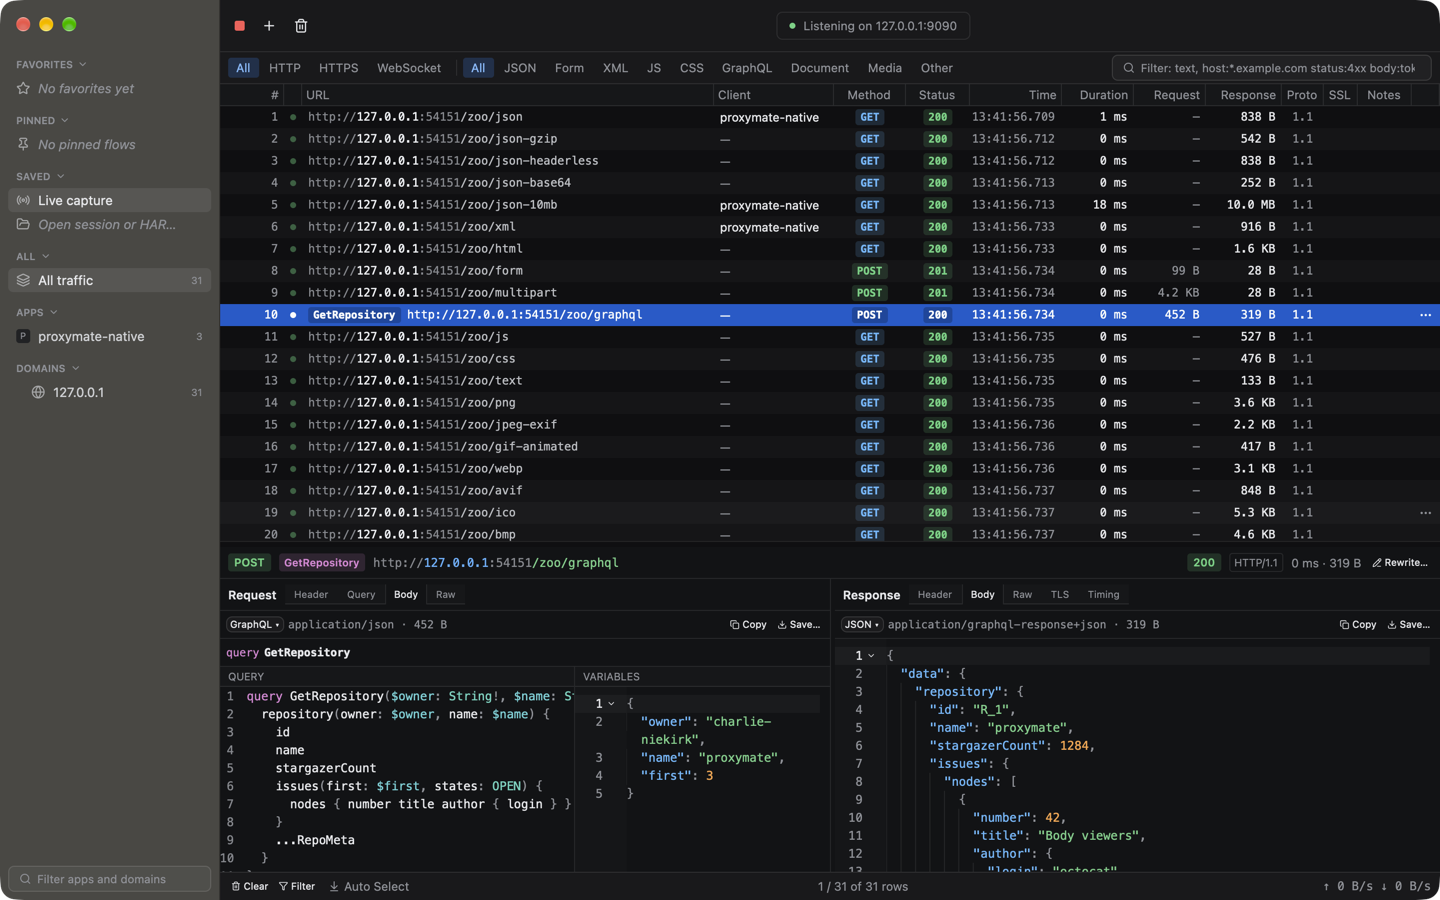 FAVORITES
No favorites yet
PINNED
No pinned flows
SAVED
Live capture
Open session or HAR...
ALL
All traffic 31
APPS
P proxymate-native 3
DOMAINS
127.0.0.1 31
Filter apps and domains
Listening on 127.0.0.1:9090
All HTTP HTTPS WebSocket All JSON Form XML JS CSS GraphQL Document Media Other Filter: text, host:*.example.com status:4xx body:tok
# URL Client Method Status Time Duration Request Response Proto SSL Notes
1 http://127.0.0.1:54151/zoo/json proxymate-native GET 200 13:41:56.709 1 ms — 838 B 1.1
2 http://127.0.0.1:54151/zoo/json-gzip — GET 200 13:41:56.712 0 ms — 542 B 1.1
3 http://127.0.0.1:54151/zoo/json-headerless — GET 200 13:41:56.712 0 ms — 838 B 1.1
4 http://127.0.0.1:54151/zoo/json-base64 — GET 200 13:41:56.713 0 ms — 252 B 1.1
5 http://127.0.0.1:54151/zoo/json-10mb proxymate-native GET 200 13:41:56.713 18 ms — 10.0 MB 1.1
6 http://127.0.0.1:54151/zoo/xml proxymate-native GET 200 13:41:56.733 0 ms — 916 B 1.1
7 http://127.0.0.1:54151/zoo/html — GET 200 13:41:56.733 0 ms — 1.6 KB 1.1
8 http://127.0.0.1:54151/zoo/form — POST 201 13:41:56.734 0 ms 99 B 28 B 1.1
9 http://127.0.0.1:54151/zoo/multipart — POST 201 13:41:56.734 0 ms 4.2 KB 28 B 1.1
10 GetRepository http://127.0.0.1:54151/zoo/graphql — POST 200 13:41:56.734 0 ms 452 B 319 B 1.1 ...
11 http://127.0.0.1:54151/zoo/js — GET 200 13:41:56.735 0 ms — 527 B 1.1
12 http://127.0.0.1:54151/zoo/css — GET 200 13:41:56.735 0 ms — 476 B 1.1
13 http://127.0.0.1:54151/zoo/text — GET 200 13:41:56.735 0 ms — 133 B 1.1
14 http://127.0.0.1:54151/zoo/png — GET 200 13:41:56.735 0 ms — 3.6 KB 1.1
15 http://127.0.0.1:54151/zoo/jpeg-exif — GET 200 13:41:56.736 0 ms — 2.2 KB 1.1
16 http://127.0.0.1:54151/zoo/gif-animated — GET 200 13:41:56.736 0 ms — 417 B 1.1
17 http://127.0.0.1:54151/zoo/webp — GET 200 13:41:56.736 0 ms — 3.1 KB 1.1
18 http://127.0.0.1:54151/zoo/avif — GET 200 13:41:56.737 0 ms — 848 B 1.1
19 http://127.0.0.1:54151/zoo/ico — GET 200 13:41:56.737 0 ms — 5.3 KB 1.1 ...
20 http://127.0.0.1:54151/zoo/bmp — GET 200 13:41:56.737 0 ms — 4.6 KB 1.1
POST GetRepository http://127.0.0.1:54151/zoo/graphql 200 HTTP/1.1 0 ms · 319 B Rewrite...
Request Header Query Body Raw
GraphQL application/json · 452 B Copy Save...
query GetRepository
QUERY
1 query GetRepository($owner: String!, $name: S
2 repository(owner: $owner, name: $name) {
3 id
4 name
5 stargazerCount
6 issues(first: $first, states: OPEN) {
7 nodes { number title author { login } }
8 }
9 ...RepoMeta
10 }
VARIABLES
1 {
2 "owner": "charlie-
niekirk",
3 "name": "proxymate",
4 "first": 3
5 }
Response Header Body Raw TLS Timing
JSON application/graphql-response+json · 319 B Copy Save...
1 {
2 "data": {
3 "repository": {
4 "id": "R_1",
5 "name": "proxymate",
6 "stargazerCount": 1284,
7 "issues": {
8 "nodes": [
9 {
10 "number": 42,
11 "title": "Body viewers",
12 "author": {
13 "login": "octocat"
Clear Filter Auto Select 1 / 31 of 31 rows ↑ 0 B/s ↓ 0 B/s